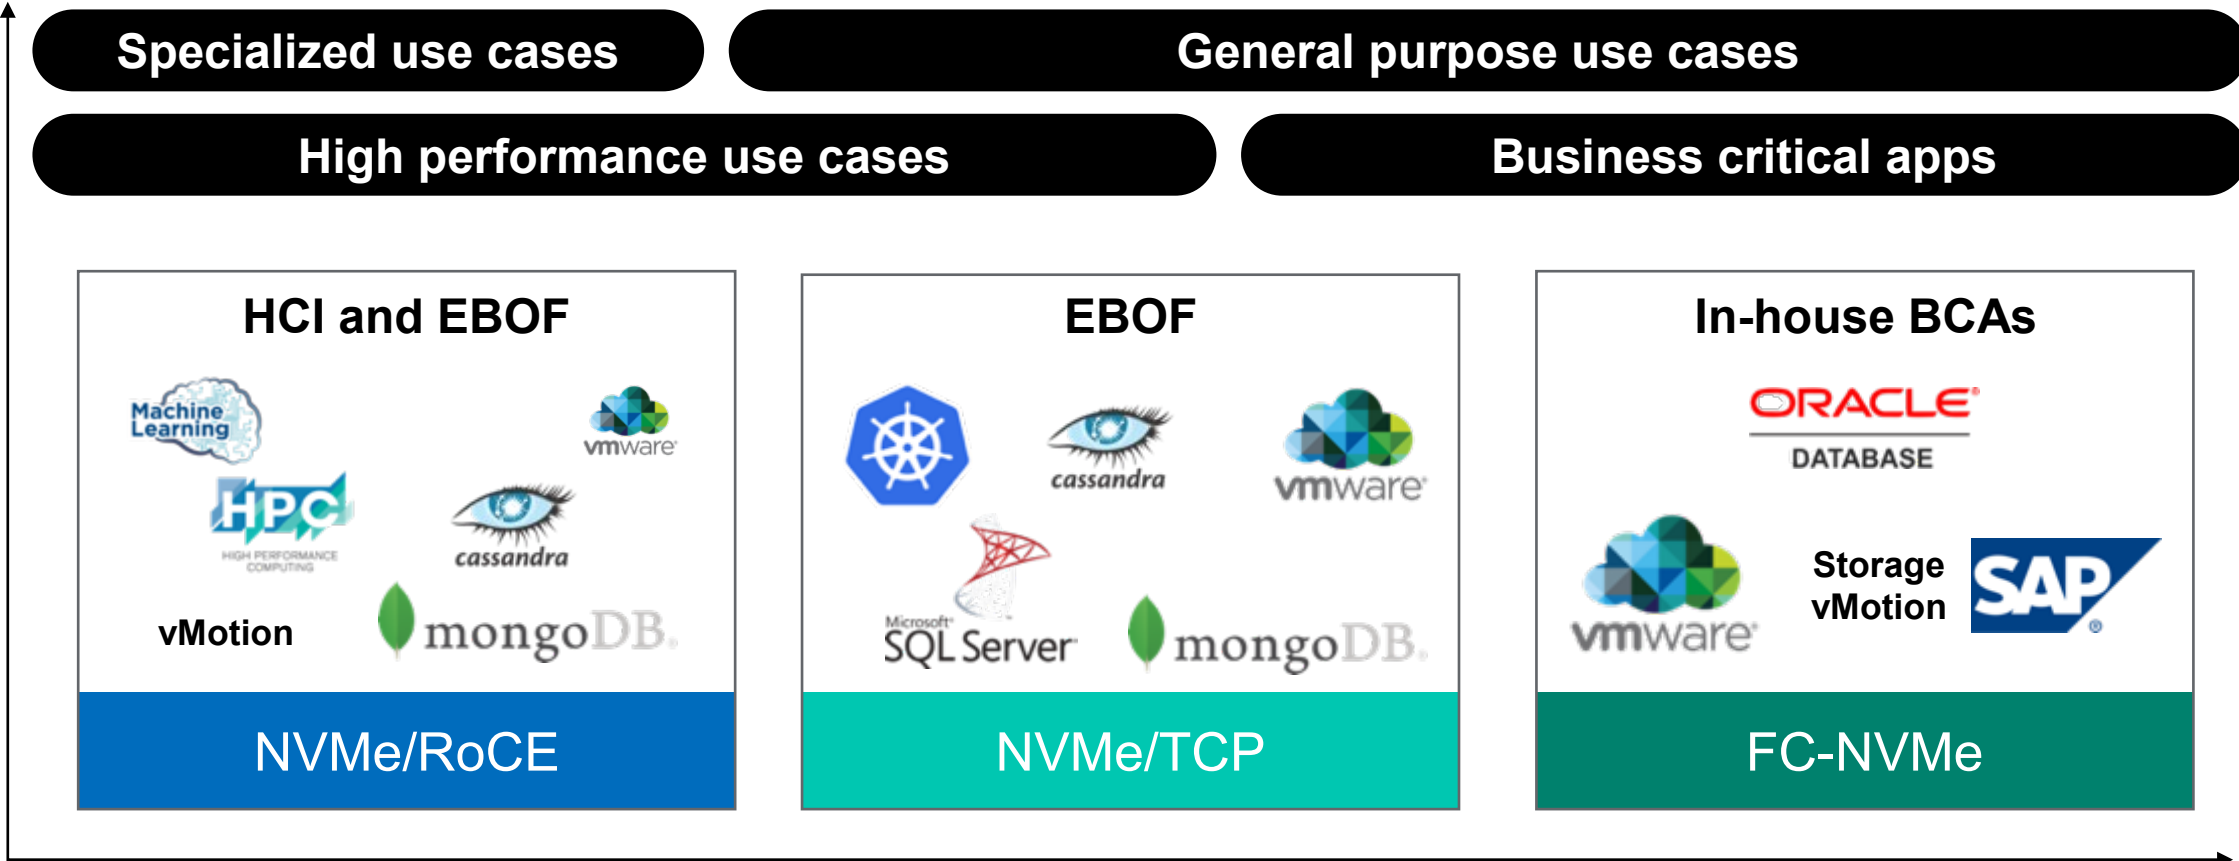 Specialized use cases
General purpose use cases
High performance use cases
Business critical apps
HCI and EBOF
Machine
Learning
vmware
HPC
HIGH PERFORMANCE
COMPUTING
cassandra
vMotion
mongoDB.
NVMe/RoCE
EBOF
cassandra
vmware
Microsoft
SQL Server
mongoDB.
NVMe/TCP
In-house BCAs
ORACLE
DATABASE
vmware
Storage
vMotion
SAP
NVMe
FC-NVMe